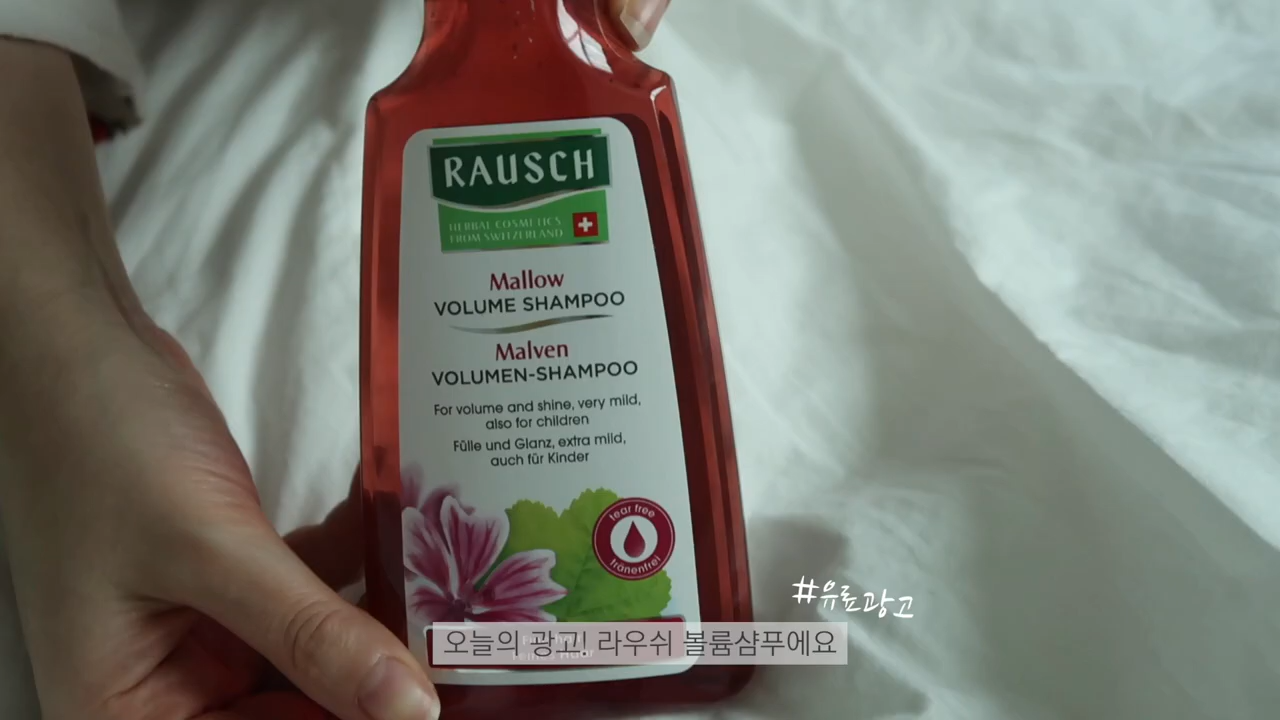 RAUSCH
HERBAL COSMETICS
FROM SWITZERLAND
Mallow
VOLUME SHAMPOO
Malven
VOLUMEN-SHAMPOO
For volume and shine, very mild,
also for children
Fülle und Glanz, extra mild,
auch für Kinder
tear free
tränenfrei
#유료광고
오늘의 광고! 라우쉬 볼륨샴푸에요